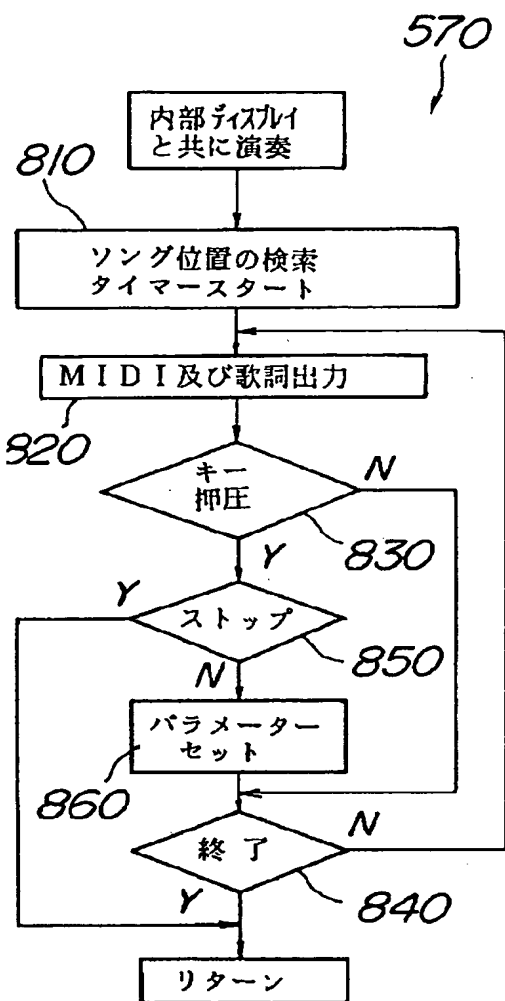 570
内部ディスプレイ
と共に演奏
810
ソング位置の検索
タイマースタート
MIDI及び歌詞出力
820
キー
押圧
N
830
Y
Y
ストップ
850
N
パラメーター
セット
860
N
終了
840
Y
リターン